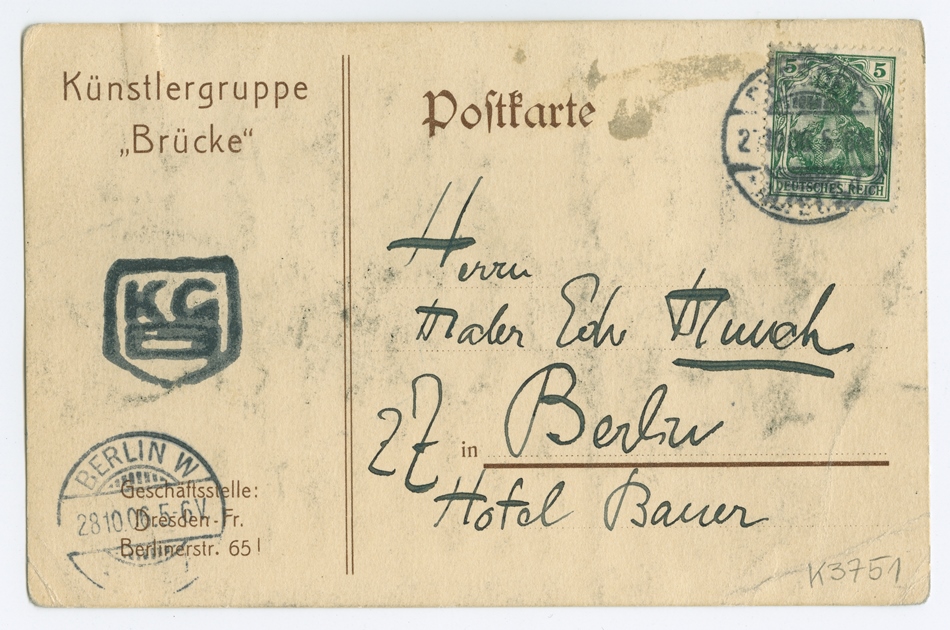 Künstlergruppe
„Brücke“
Postkarte
5 5
DEUTSCHES REICH
KG
Herrn
Maler Edv Munch
27 in Berlin
Hotel Bauer
BERLIN W
28 10.06.5-6V
Geschäftsstelle:
Dresden-Fr.
Berlinerstr. 65 I
K3751